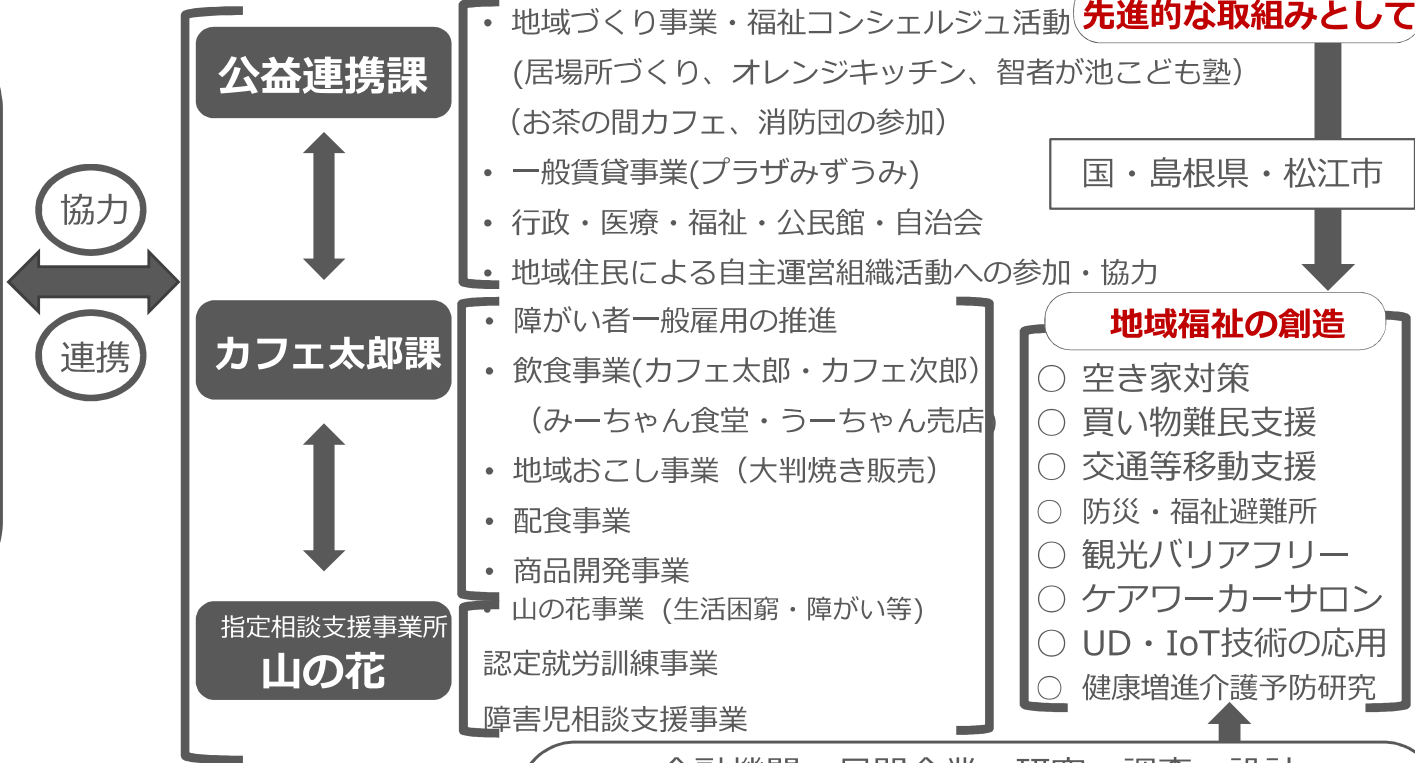 協力
連携
公益連携課
・ 地域づくり事業・福祉コンシェルジュ活動
(居場所づくり、オレンジキッチン、智者が池こども塾）
（お茶の間カフェ、消防団の参加）
・ 一般賃貸事業(プラザみずうみ)
・ 行政・医療・福祉・公民館・自治会
・ 地域住民による自主運営組織活動への参加・協力
カフェ太郎課
・ 障がい者一般雇用の推進
・ 飲食事業(カフェ太郎・カフェ次郎）
（みーちゃん食堂・うーちゃん売店）
・ 地域おこし事業（大判焼き販売）
・ 配食事業
・ 商品開発事業
指定相談支援事業所
山の花
・ 山の花事業 (生活困窮・障がい等)
認定就労訓練事業
障害児相談支援事業
先進的な取組みとして
国・島根県・松江市
地域福祉の創造
○ 空き家対策
○ 買い物難民支援
○ 交通等移動支援
○ 防災・福祉避難所
○ 観光バリアフリー
○ ケアワーカーサロン
○ UD・IoT技術の応用
○ 健康増進介護予防研究